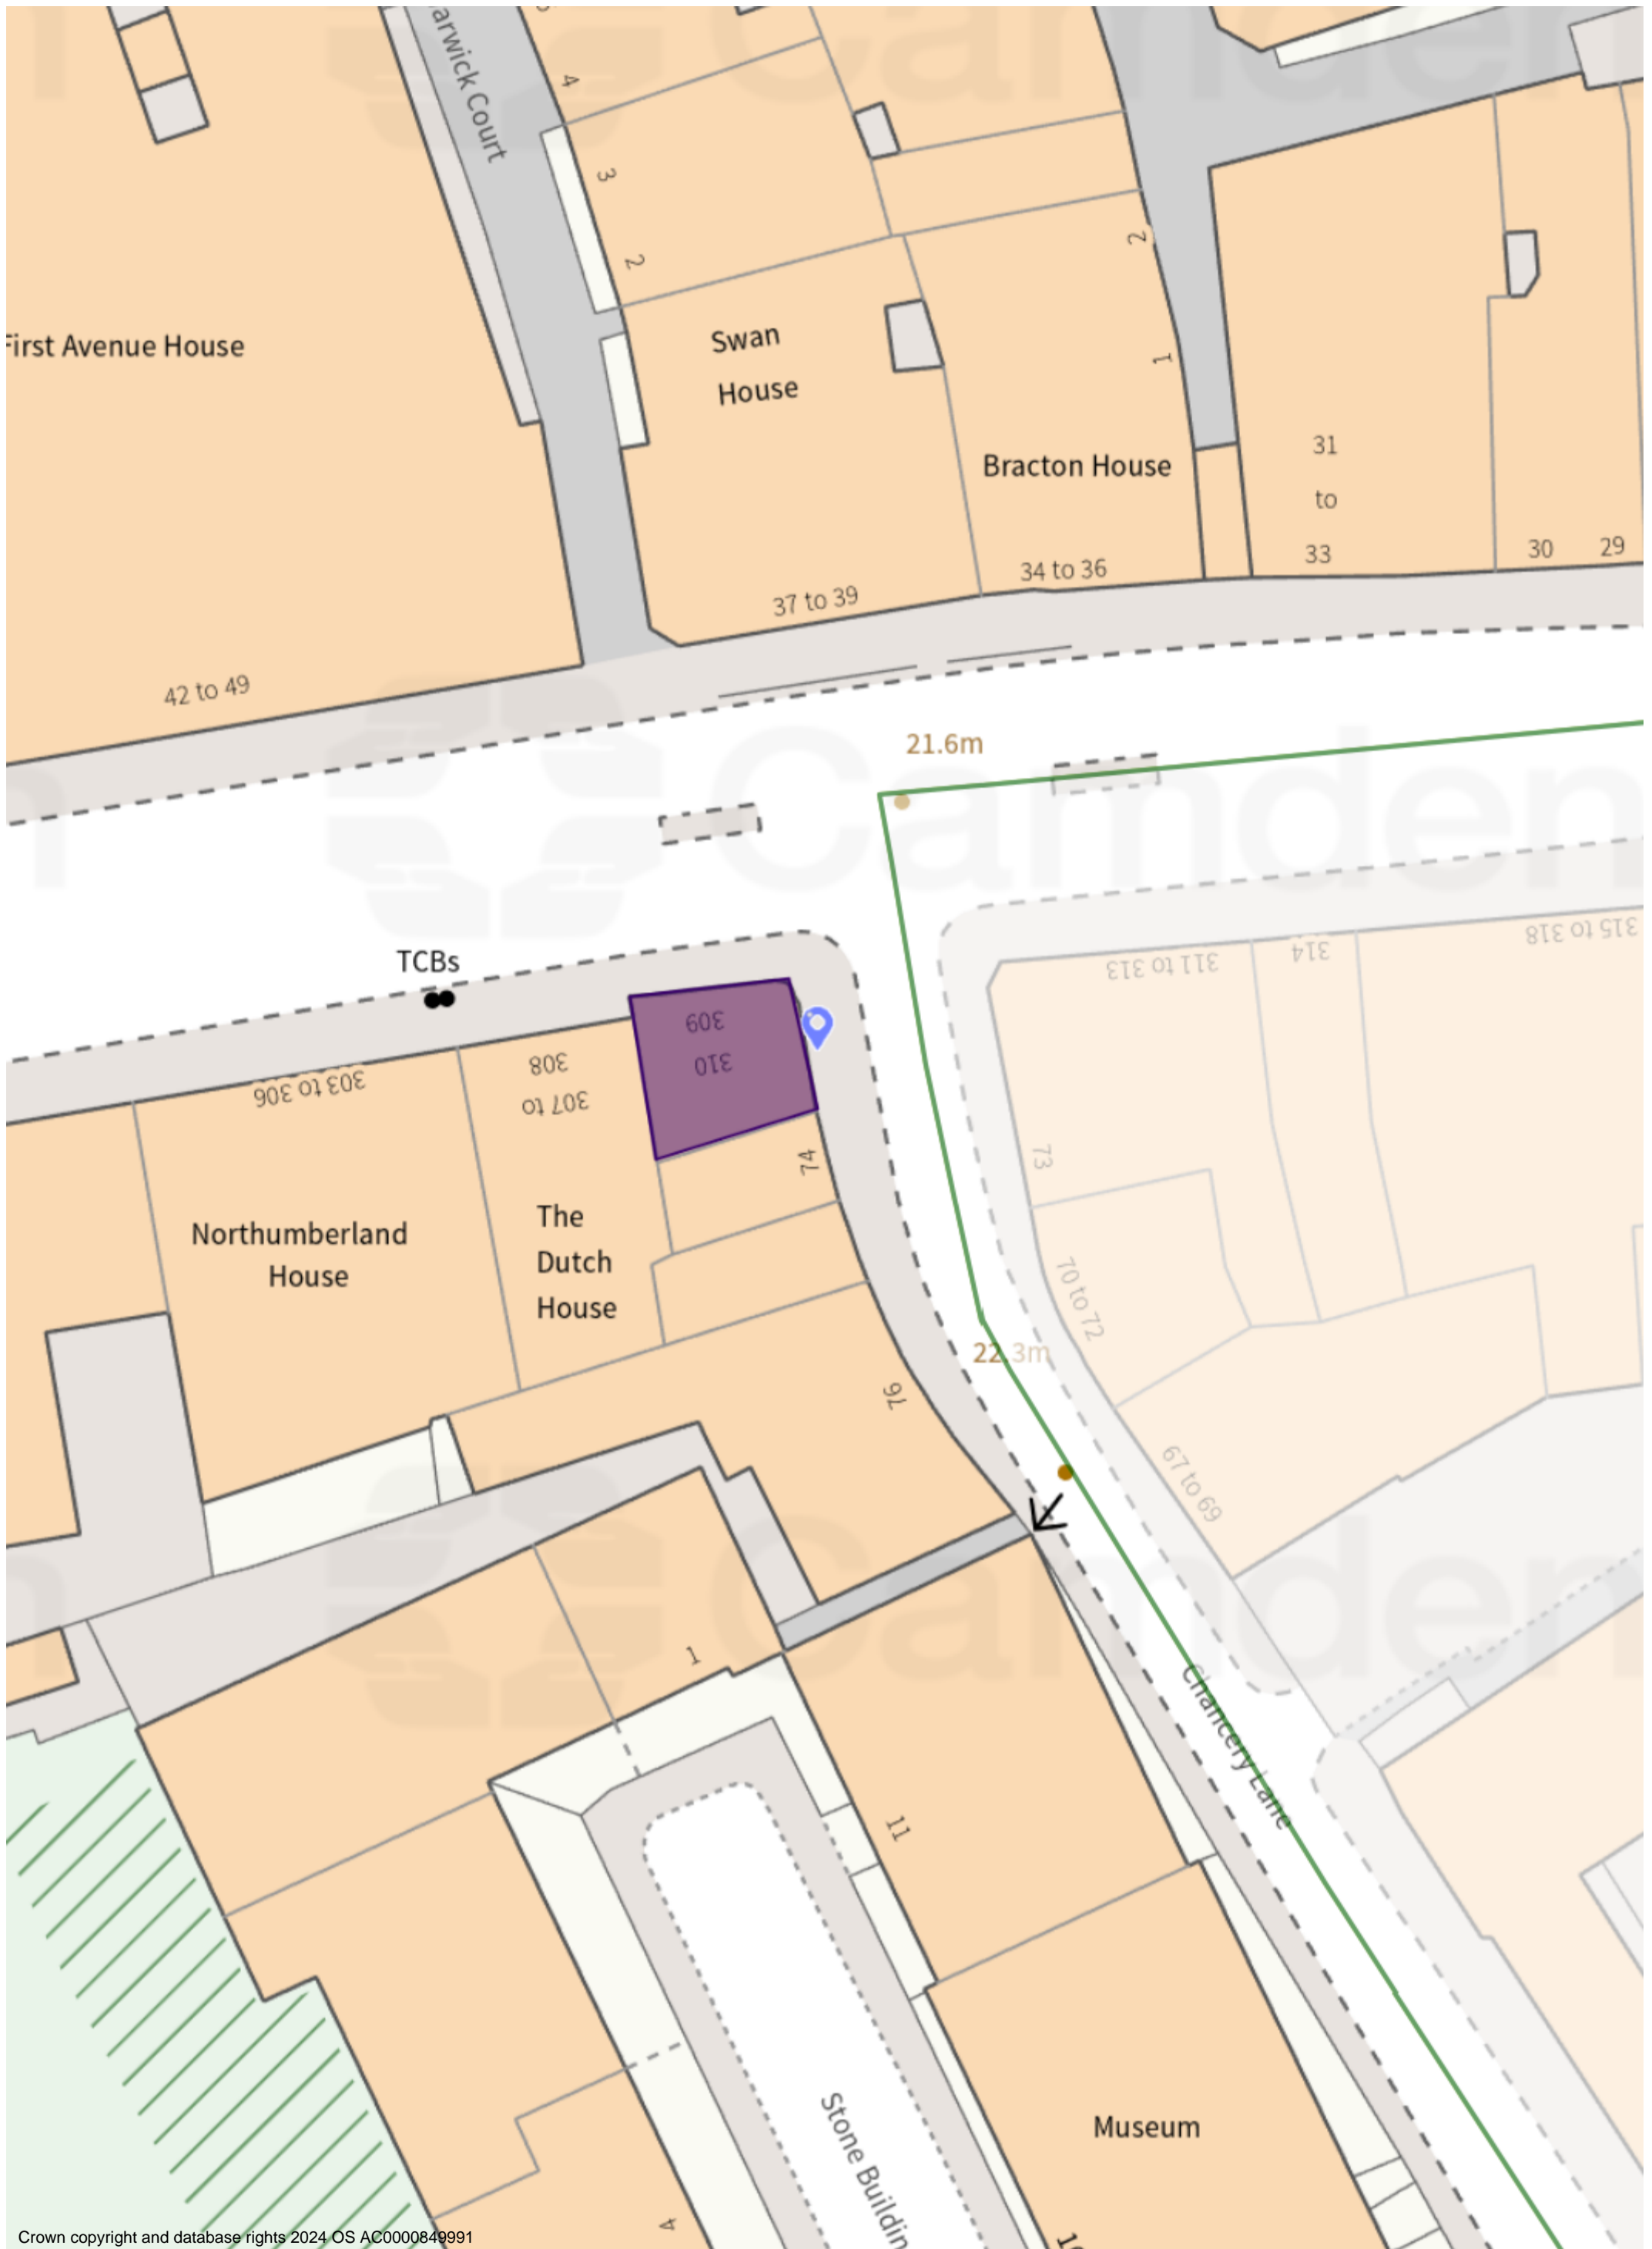 arwick Court
4
3
2
First Avenue House
Swan
House
2
1
Bracton House
31
to
33
30
29
34 to 36
37 to 39
42 to 49
21.6m
Camden
TCBs
309
310
308
307 to
303 to 306
311 to 313
314
315 to 318
73
74
70 to 72
Northumberland
House
The
Dutch
House
22.3m
76
67 to 69
Camden
1
Chancery Lane
11
Museum
Stone Buildin
4
Crown copyright and database rights 2024 OS AC0000849991